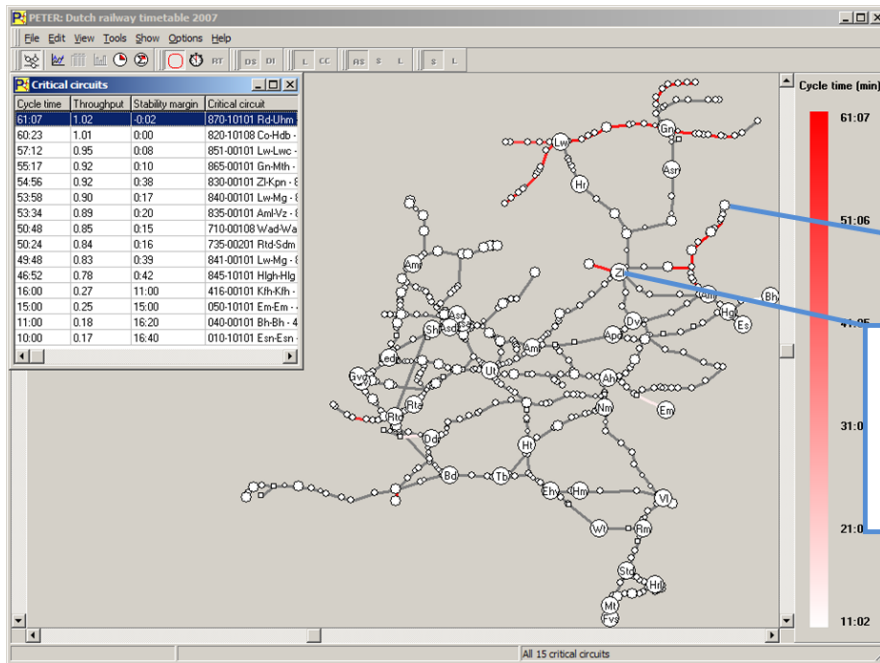 PETER: Dutch railway timetable 2007
File Edit View Tools Show Options Help
RT DS DI L CC AS S L S L
Critical circuits
Cycle time Throughput Stability margin Critical circuit
61:07 1.02 -0:02 870-10101 Rd-Uhm
60:23 1.01 0:00 820-10108 Co-Hdb
57:12 0.95 0:08 851-00101 Lw-Lwc
55:17 0.92 0:10 865-00101 Gn-Mth
54:56 0.92 0:38 830-00101 Zl-Kpn - 8
53:58 0.90 0:17 840-00101 Lw-Mg - 8
53:34 0.89 0:20 835-00101 Aml-Vz - 8
50:48 0.85 0:15 710-00108 Wad-Wa
50:24 0.84 0:16 735-00201 Rtd-Sdm
49:48 0.83 0:39 841-00101 Lw-Mg - 8
46:52 0.78 0:42 845-10101 Hlgh-Hlg
16:00 0.27 11:00 416-00101 Kfh-Kfh -
15:00 0.25 15:00 050-10101 Em-Em -
11:00 0.18 16:20 040-00101 Bh-Bh - 4
10:00 0.17 16:40 010-10101 Esn-Esn
Cycle time (min)
61:07
51:06
31:0
21:0
11:02
Gn
Lw
Asn
Hr
Amr
Zl
Bh
Hgl
Es
Asd
Sh
Dv
Apd
Am
Ledn
Ut
Gvc
Ah
Rta
Nm
Em
Rtd
Ddr
Ht
Bd
Tb
Ehv
Hm
Vl
Wt
Rm
Std
Hrl
Mt
Fvs
All 15 critical circuits